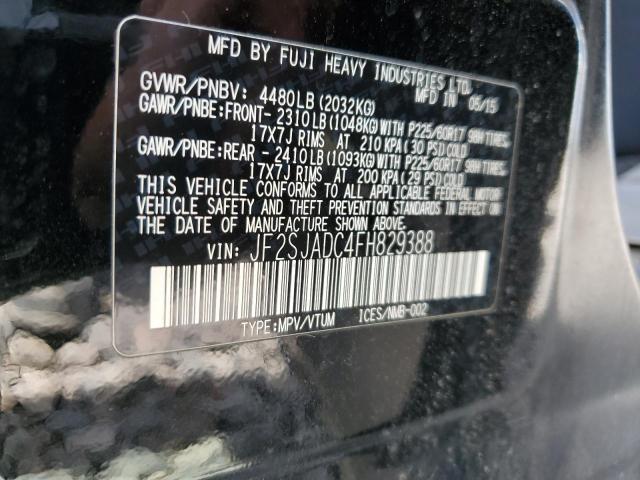 MFD BY FUJI HEAVY INDUSTRIES LTD.
MFD IN 05/15
GVWR/PNBV: 4480LB (2032KG)
GAWR/PNBE:FRONT- 2310LB (1048KG) WITH P225/60R17 98H TIRES,
17X7J RIMS AT 210 KPA (30 PSI) COLD
GAWR/PNBE:REAR - 2410LB (1093KG) WITH P225/60R17 98H TIRES,
17X7J RIMS AT 200 KPA (29 PSI) COLD
THIS VEHICLE CONFORMS TO ALL APPLICABLE FEDERAL MOTOR
VEHICLE SAFETY AND THEFT PREVENTION STANDARDS IN EFFECT ON
THE DATE OF MANUFACTURE SHOWN ABOVE.
VIN: JF2SJADC4FH829388
TYPE:MPV/VTUM ICES/NMB-002